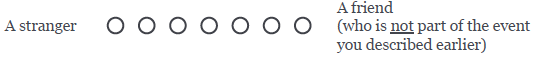 A stranger
A friend
(who is not part of the event
you described earlier)